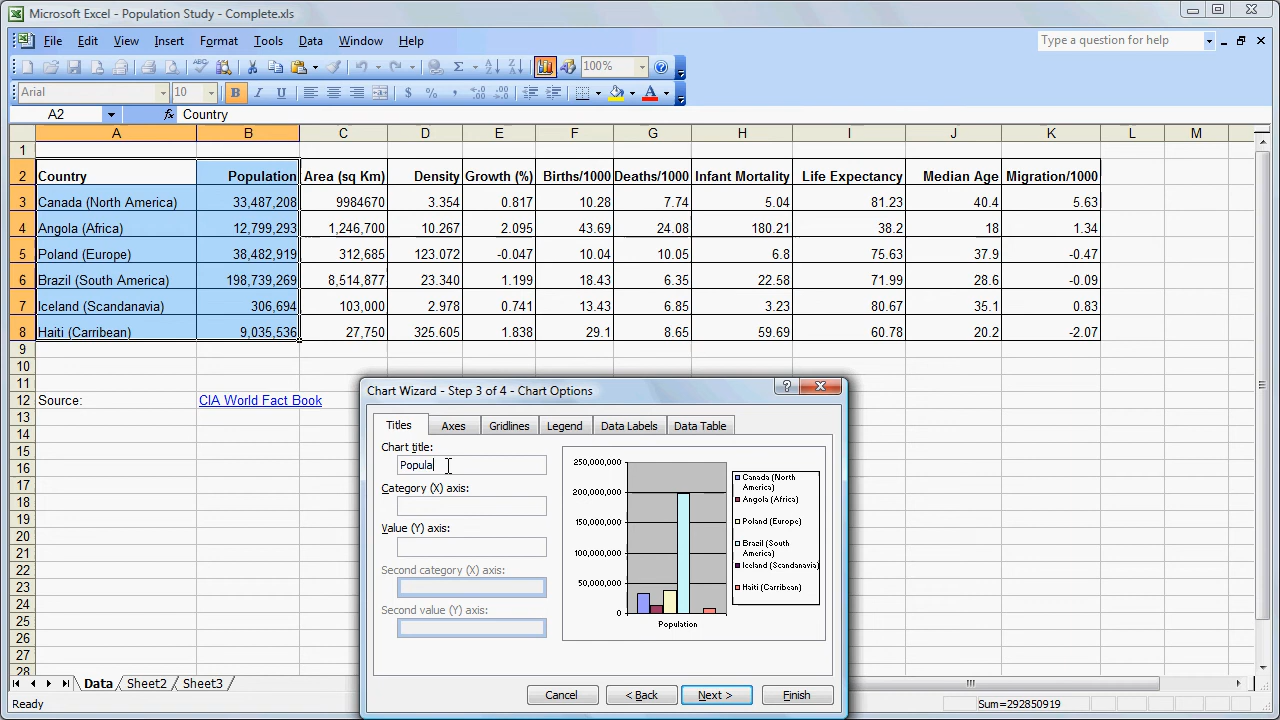 Microsoft Excel - Population Study - Complete.xls
File Edit View Insert Format Tools Data Window Help Type a question for help
100%
Arial 10 B I U $ % ,
A2 fx Country
A B C D E F G H I J K L M
1
2 Country Population Area (sq Km) Density Growth (%) Births/1000 Deaths/1000 Infant Mortality Life Expectancy Median Age Migration/1000
3 Canada (North America) 33,487,208 9984670 3.354 0.817 10.28 7.74 5.04 81.23 40.4 5.63
4 Angola (Africa) 12,799,293 1,246,700 10.267 2.095 43.69 24.08 180.21 38.2 18 1.34
5 Poland (Europe) 38,482,919 312,685 123.072 -0.047 10.04 10.05 6.8 75.63 37.9 -0.47
6 Brazil (South America) 198,739,269 8,514,877 23.340 1.199 18.43 6.35 22.58 71.99 28.6 -0.09
7 Iceland (Scandanavia) 306,694 103,000 2.978 0.741 13.43 6.85 3.23 80.67 35.1 0.83
8 Haiti (Carribean) 9,035,536 27,750 325.605 1.838 29.1 8.65 59.69 60.78 20.2 -2.07
9
10
11
12 Source: CIA World Fact Book
13
14
15
16
17
18
19
20
21
22
23
24
25
26
27
28
Chart Wizard - Step 3 of 4 - Chart Options
Titles Axes Gridlines Legend Data Labels Data Table
Chart title:
Popula
Category (X) axis:
Value (Y) axis:
Second category (X) axis:
Second value (Y) axis:
250,000,000
200,000,000
150,000,000
100,000,000
50,000,000
0
Population
Canada (North
America)
Angola (Africa)
Poland (Europe)
Brazil (South
America)
Iceland (Scandanavia)
Haiti (Carribean)
Cancel < Back Next > Finish
Data Sheet2 Sheet3
Ready Sum=292850919